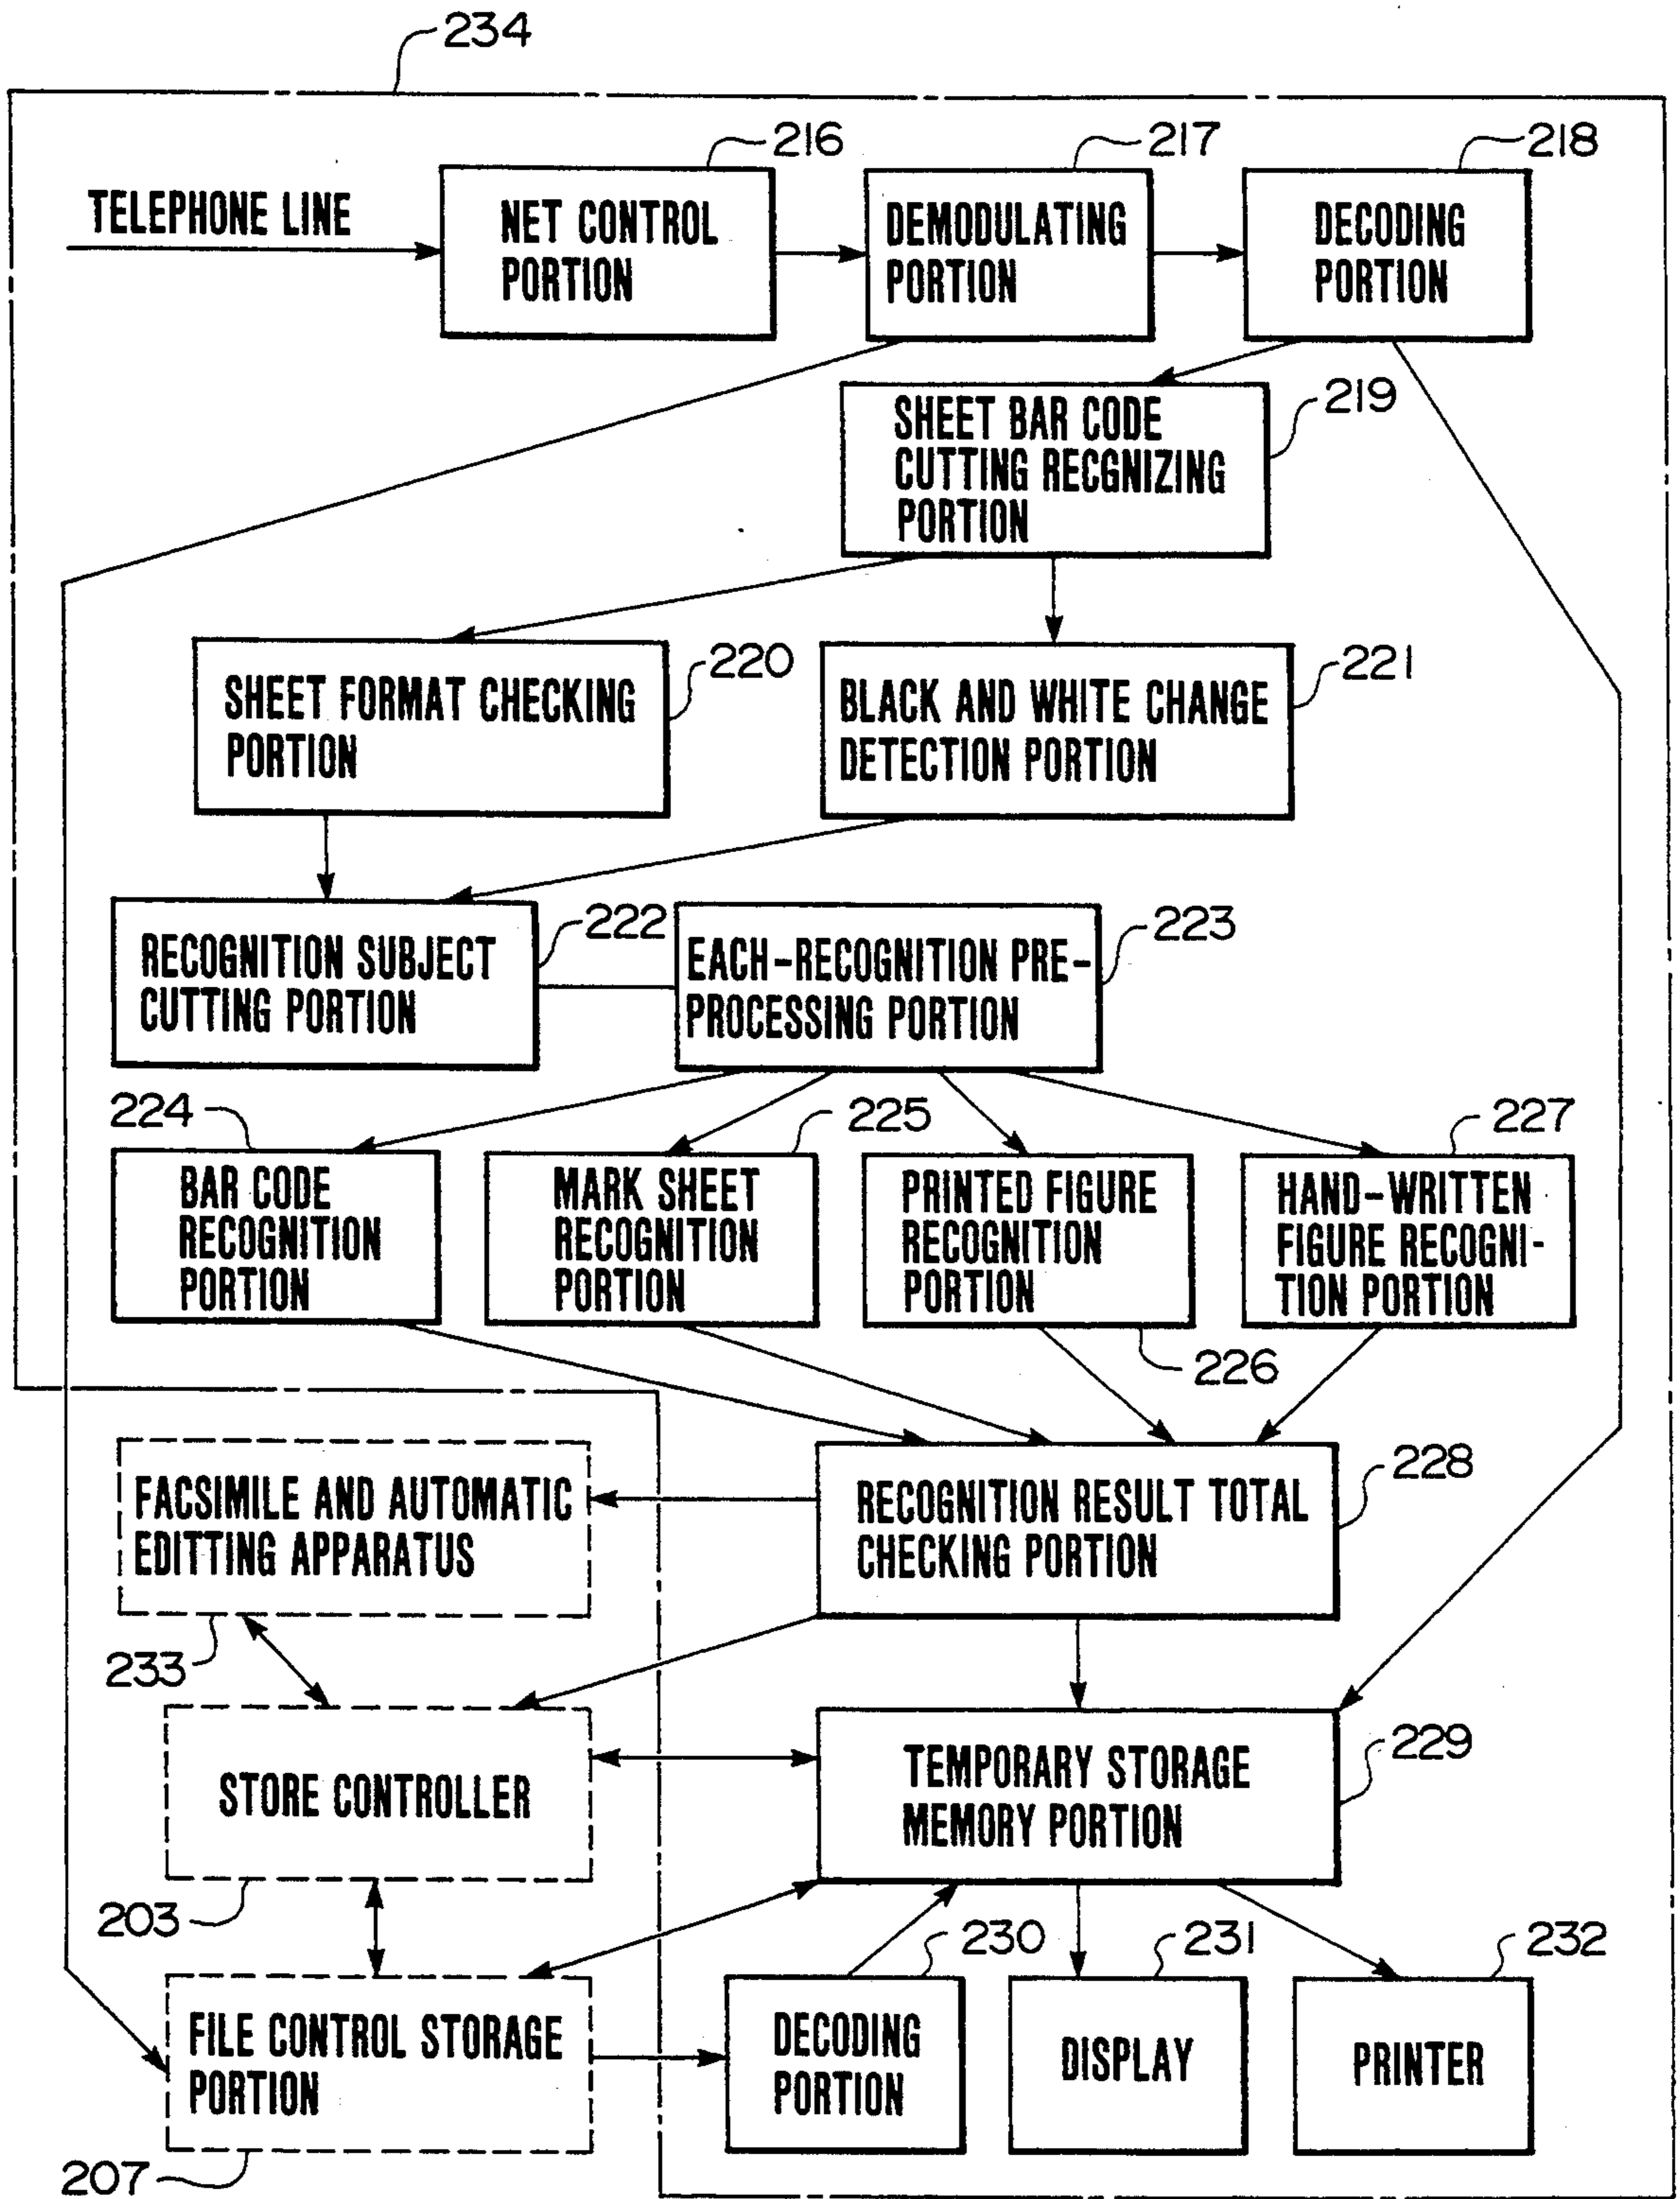 234
216
217
218
TELEPHONE LINE
NET CONTROL
PORTION
DEMODULATING
PORTION
DECODING
PORTION
219
SHEET BAR CODE
CUTTING RECGNIZING
PORTION
220
221
SHEET FORMAT CHECKING
PORTION
BLACK AND WHITE CHANGE
DETECTION PORTION
222
223
RECOGNITION SUBJECT
CUTTING PORTION
EACH-RECOGNITION PRE-
PROCESSING PORTION
224
225
227
BAR CODE
RECOGNITION
PORTION
MARK SHEET
RECOGNITION
PORTION
PRINTED FIGURE
RECOGNITION
PORTION
HAND-WRITTEN
FIGURE RECOGNI-
TION PORTION
226
228
FACSIMILE AND AUTOMATIC
EDITTING APPARATUS
RECOGNITION RESULT TOTAL
CHECKING PORTION
233
229
STORE CONTROLLER
TEMPORARY STORAGE
MEMORY PORTION
203
230
231
232
FILE CONTROL STORAGE
PORTION
DECODING
PORTION
DISPLAY
PRINTER
207